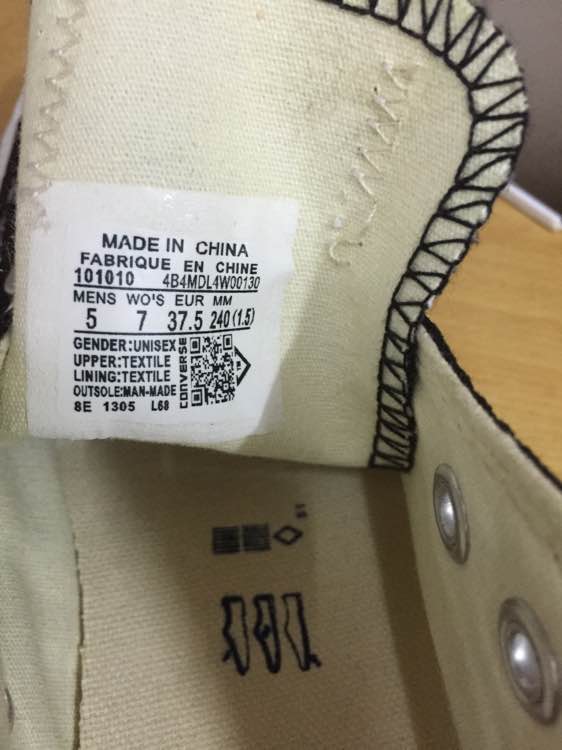 MADE IN CHINA
FABRIQUE EN CHINE
101010 4B4MDL4W00130
MENS WO'S EUR MM
5 7 37.5 240(1.5)
GENDER:UNISEX
UPPER:TEXTILE
LINING:TEXTILE
OUTSOLE:MAN-MADE
8E 1305 L68
CONVERSE